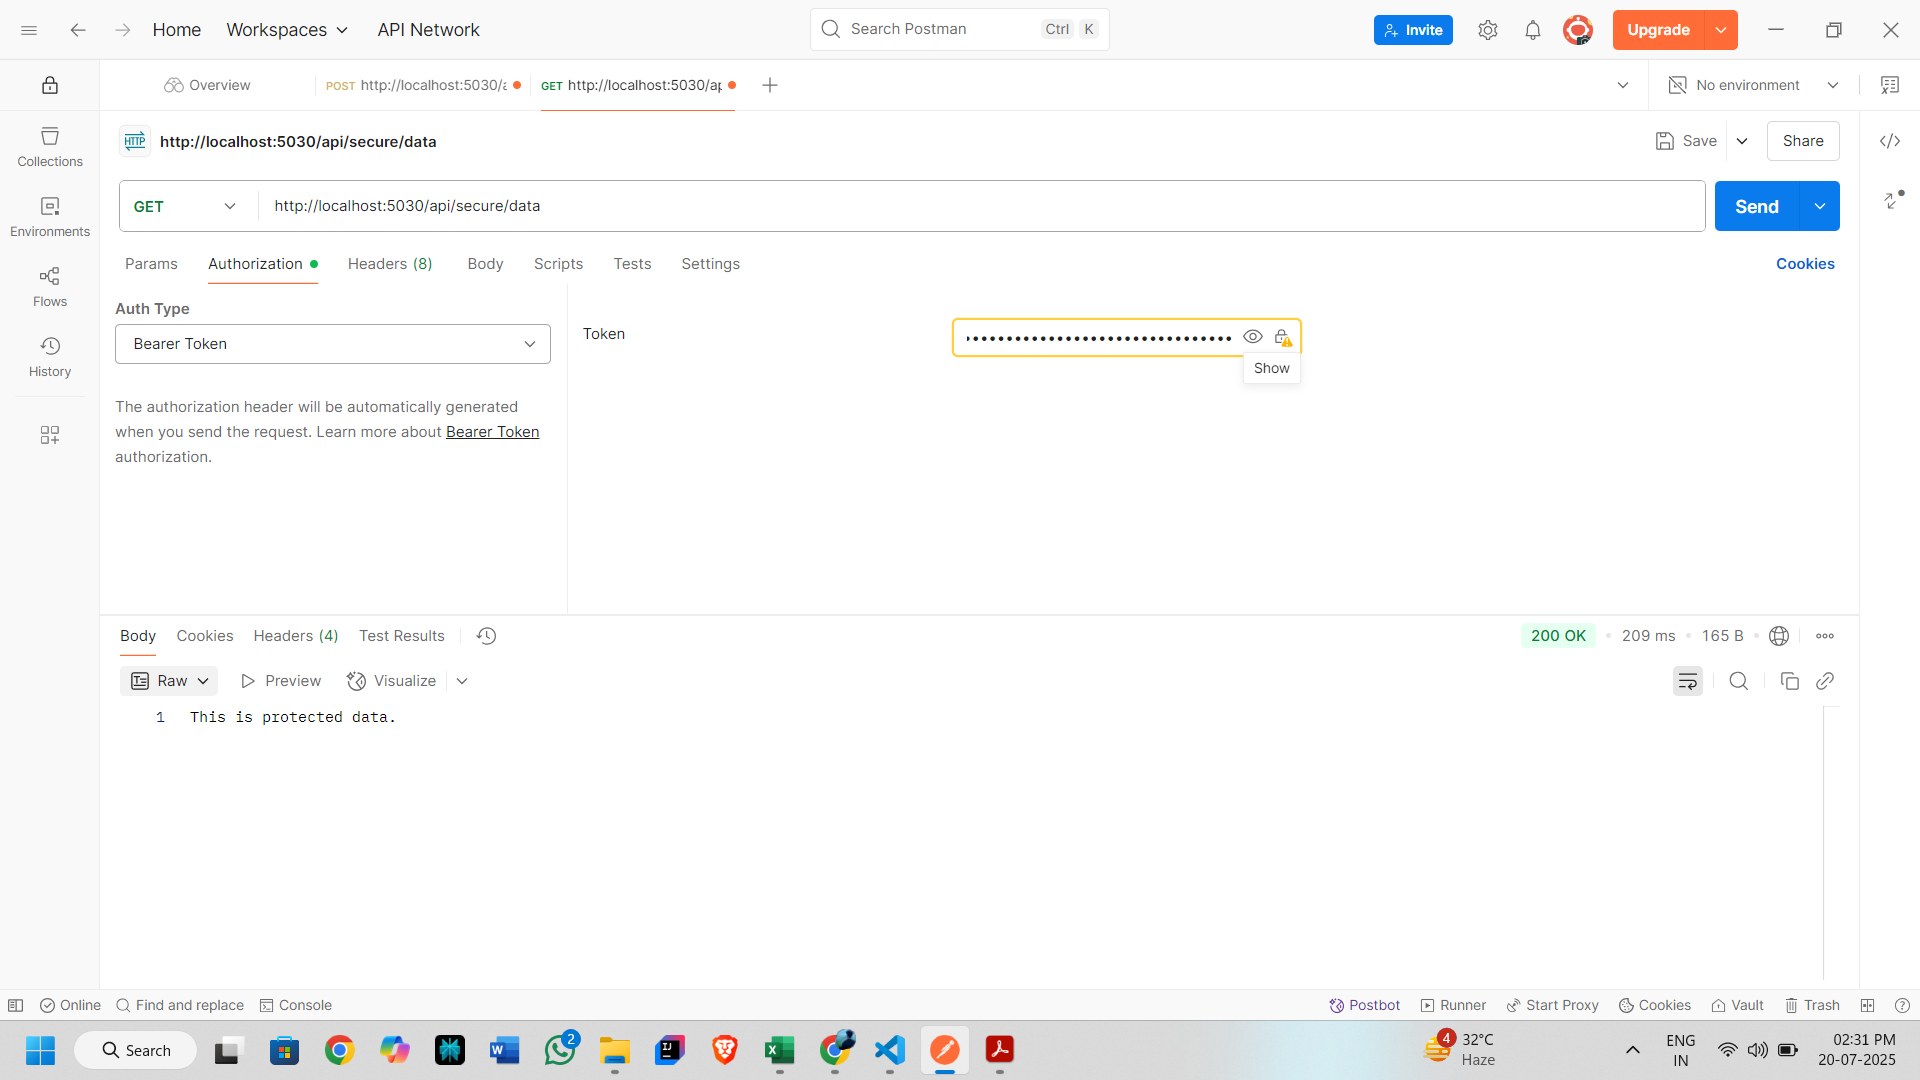 Home Workspaces API Network Search Postman Ctrl K Invite Upgrade
Overview POST http://localhost:5030/a GET http://localhost:5030/ap No environment
HTTP http://localhost:5030/api/secure/data Save Share
GET http://localhost:5030/api/secure/data Send
Params Authorization Headers (8) Body Scripts Tests Settings Cookies
Collections
Environments
Flows
History
Auth Type
Bearer Token
The authorization header will be automatically generated
when you send the request. Learn more about Bearer Token
authorization.
Token
Show
Body Cookies Headers (4) Test Results 200 OK 209 ms 165 B
Raw Preview Visualize
1 This is protected data.
Online Find and replace Console Postbot Runner Start Proxy Cookies Vault Trash
Search 2 4 32°C
Haze
ENG
IN
02:31 PM
20-07-2025